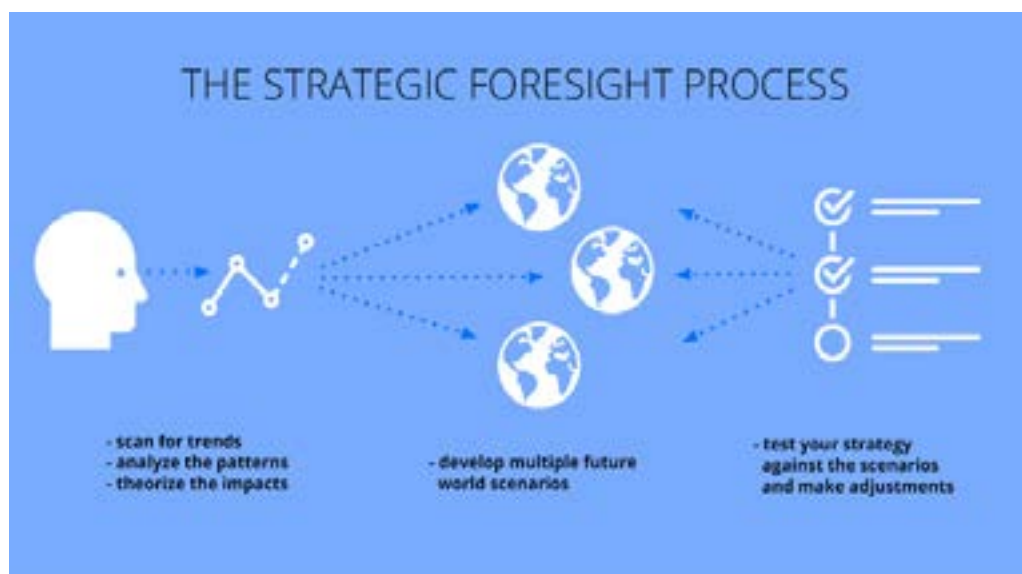 THE STRATEGIC FORESIGHT PROCESS
- scan for trends
- analyze the patterns
- theorize the impacts
- develop multiple future
world scenarios
- test your strategy
against the scenarios
and make adjustments